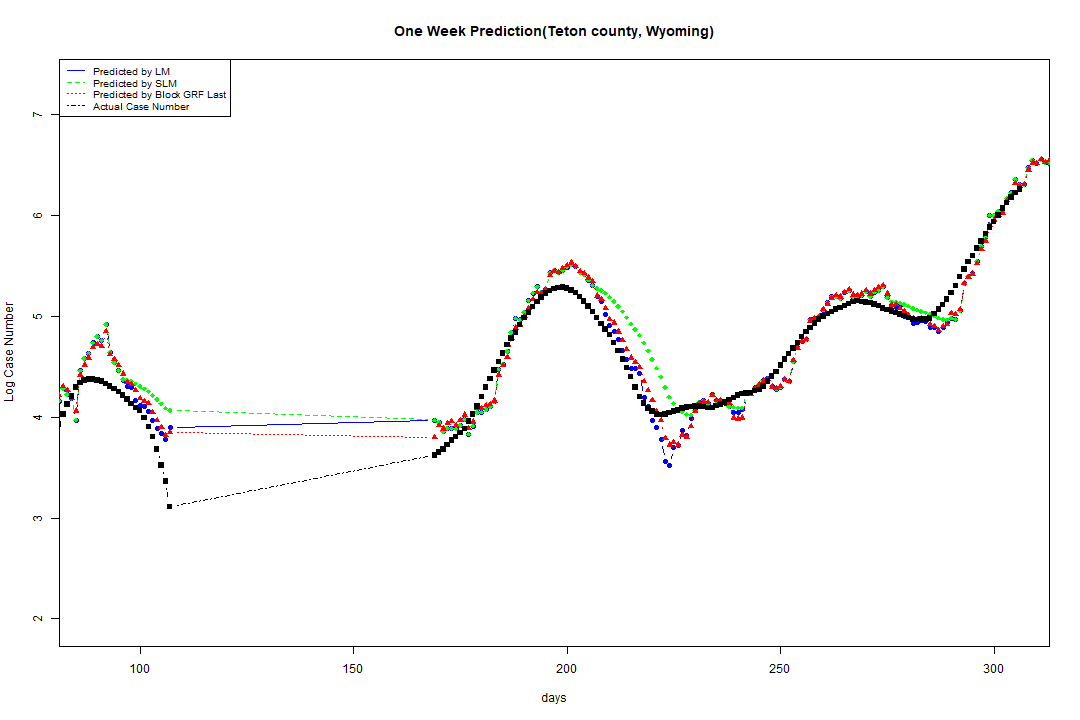 One Week Prediction(Teton county, Wyoming)
Predicted by LM
Predicted by SLM
Predicted by Block GRF Last
Actual Case Number
7
6
5
4
3
2
Log Case Number
100 150 200 250 300
days